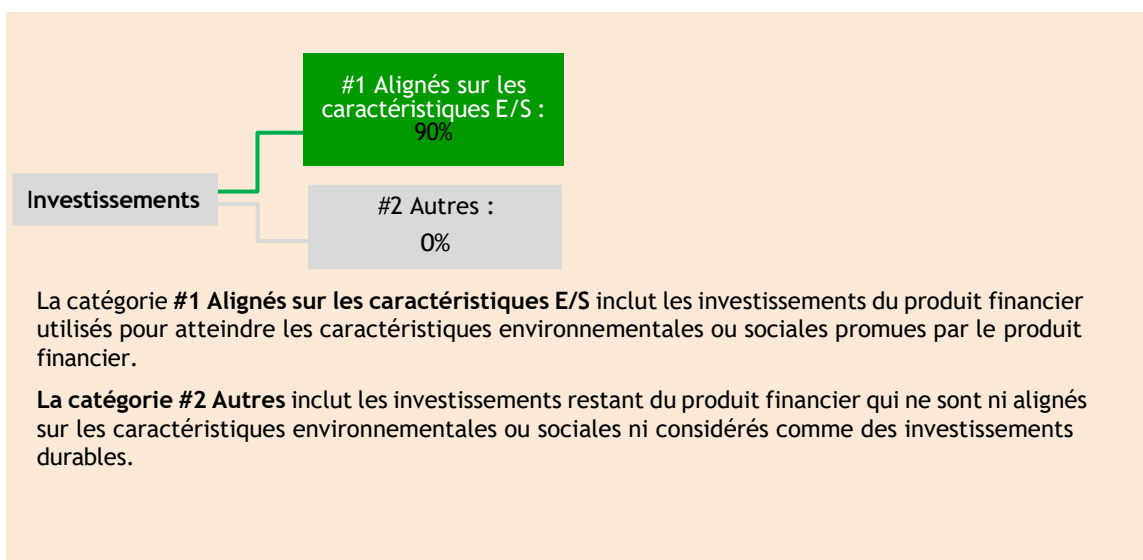 #1 Alignés sur les
caractéristiques E/S :
90%
Investissements
#2 Autres :
0%
La catégorie #1 Alignés sur les caractéristiques E/S inclut les investissements du produit financier
utilisés pour atteindre les caractéristiques environnementales ou sociales promues par le produit
financier.
La catégorie #2 Autres inclut les investissements restant du produit financier qui ne sont ni alignés
sur les caractéristiques environnementales ou sociales ni considérés comme des investissements
durables.